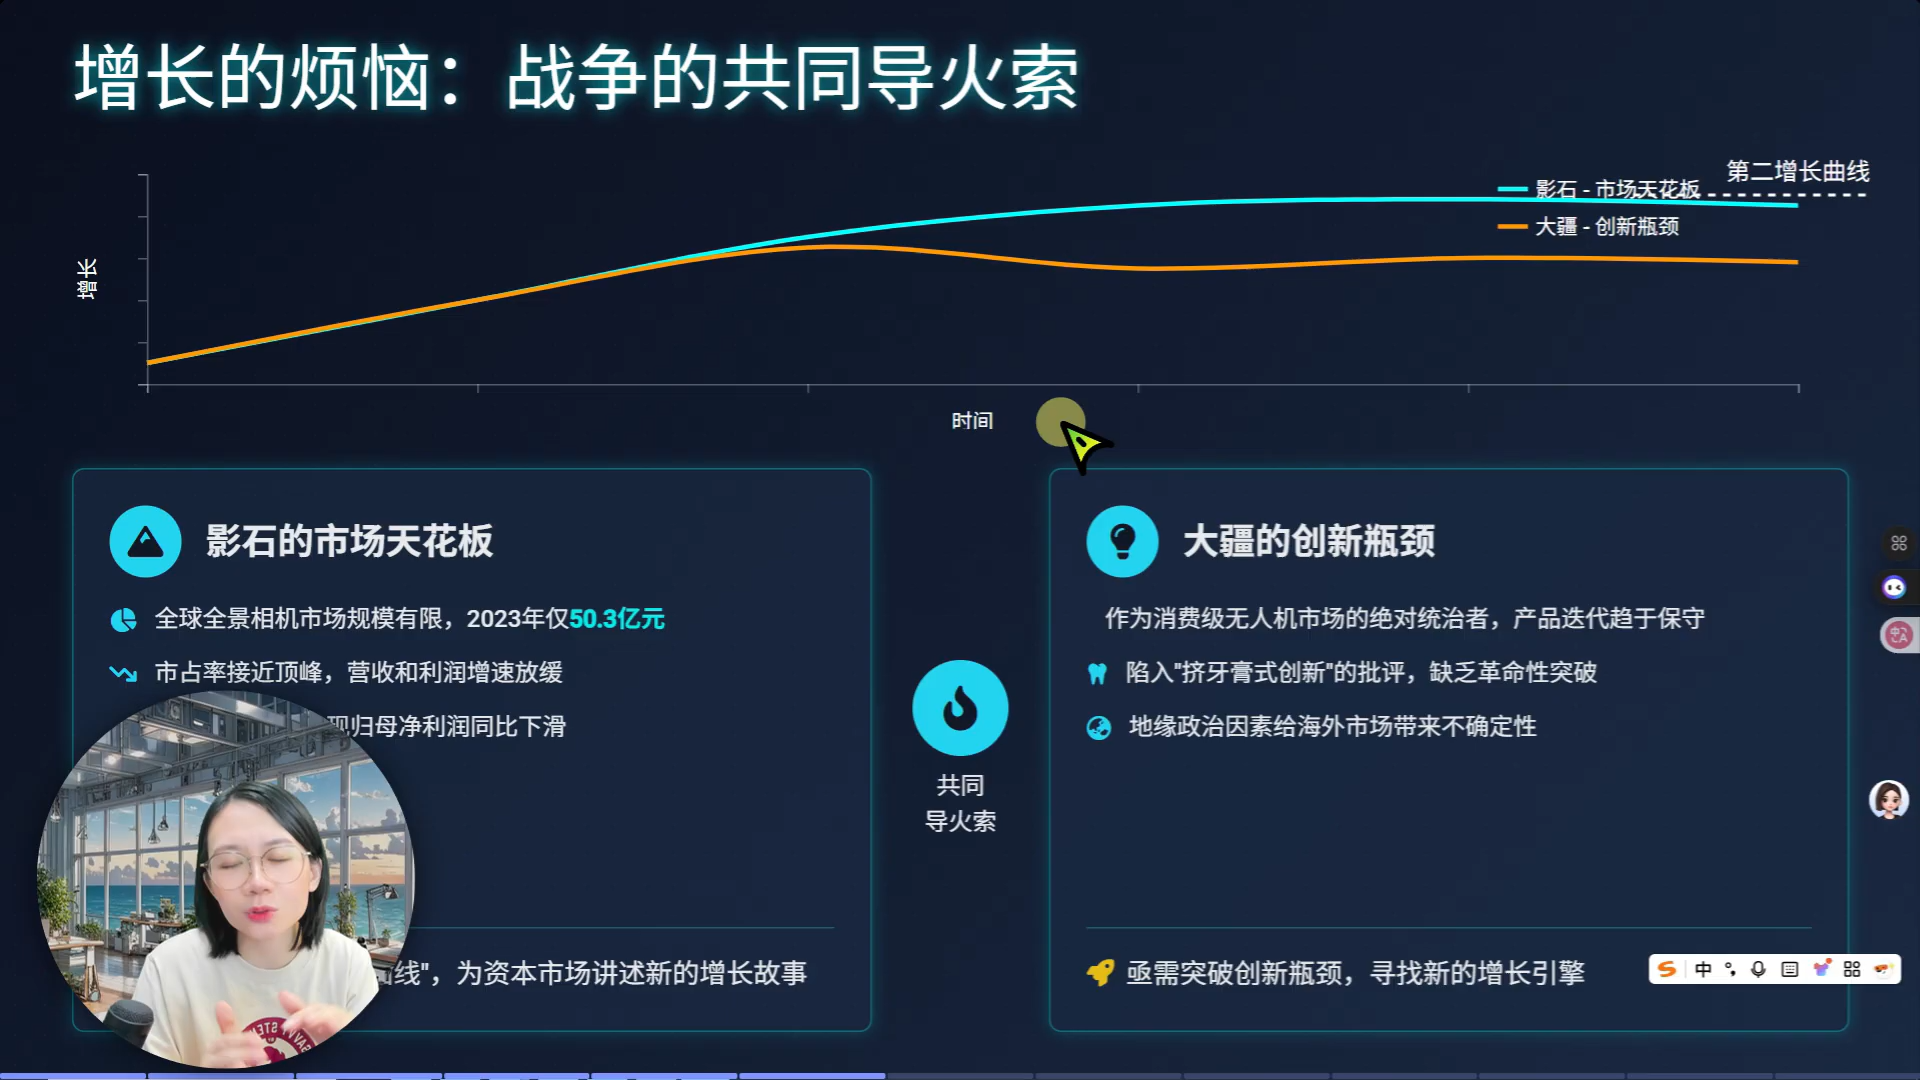 增长的烦恼：战争的共同导火索
第二增长曲线
影石 - 市场天花板
大疆 - 创新瓶颈
增长
时间
影石的市场天花板
全球全景相机市场规模有限，2023年仅50.3亿元
市占率接近顶峰，营收和利润增速放缓
归母净利润同比下滑
线"，为资本市场讲述新的增长故事
共同
导火索
大疆的创新瓶颈
作为消费级无人机市场的绝对统治者，产品迭代趋于保守
陷入"挤牙膏式创新"的批评，缺乏革命性突破
地缘政治因素给海外市场带来不确定性
亟需突破创新瓶颈，寻找新的增长引擎
中